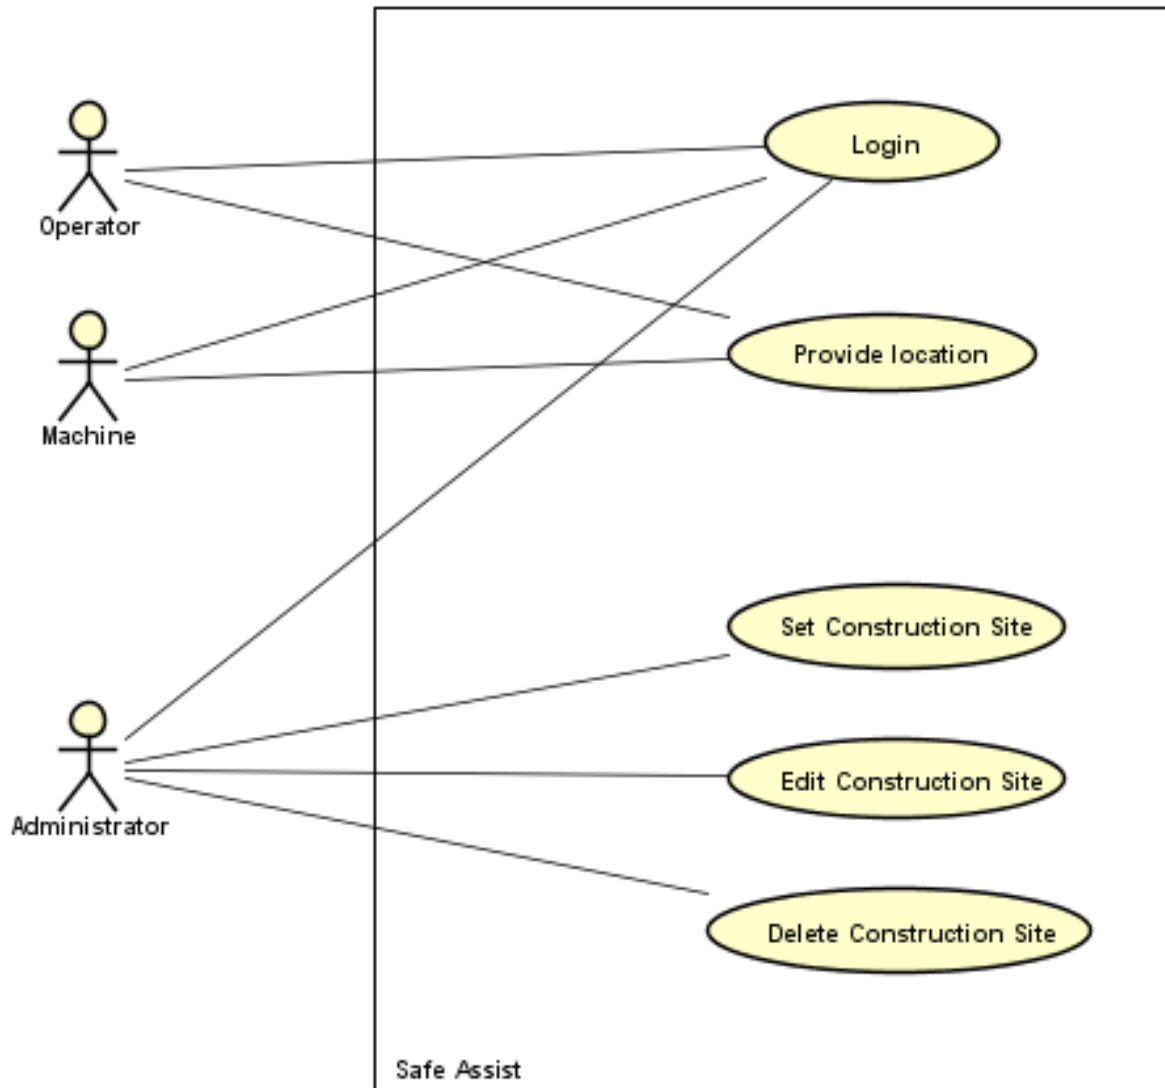 Login
Operator
Provide location
Machine
Set Construction Site
Edit Construction Site
Administrator
Delete Construction Site
Safe Assist